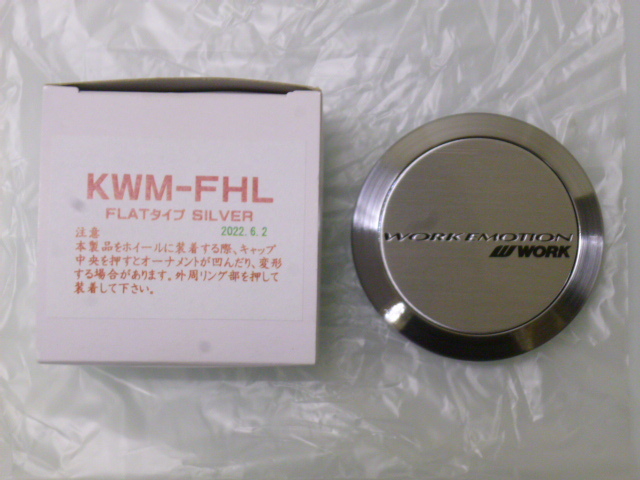 KWM-FHL
FLATタイプ SILVER
注意
2022.6.2
本製品をホイールに装着する際、キャップ
中央を押すとオーナメントが凹んだり、変形
する場合があります。外周リング部を押して
装着して下さい。
WORK EMOTION
W WORK